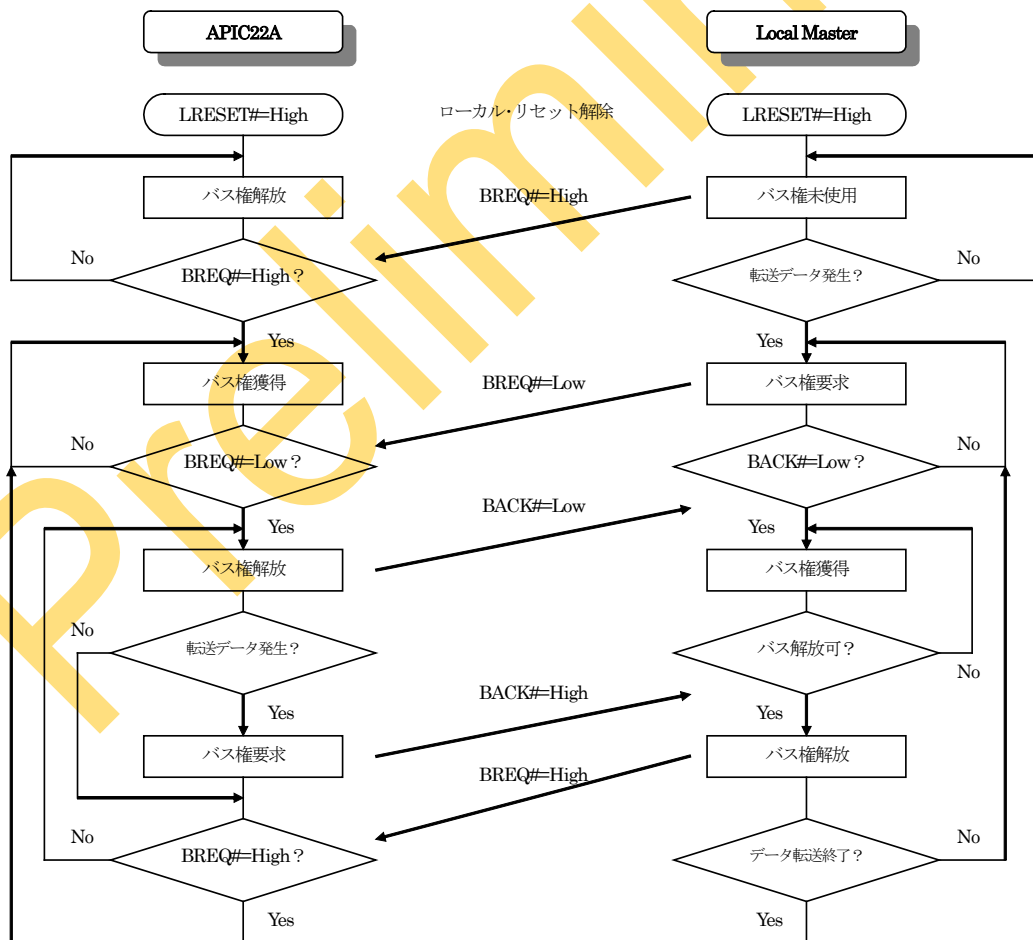 APIC22A
Local Master
LRESET#=High
ローカル・リセット解除
LRESET#=High
バス権解放
BREQ#=High
バス権未使用
No
BREQ#=High？
転送データ発生？
No
Yes
Yes
バス権獲得
BREQ#=Low
バス権要求
No
BREQ#=Low？
BACK#=Low？
No
Yes
BACK#=Low
Yes
バス権解放
バス権獲得
No
転送データ発生？
バス解放可？
No
BACK#=High
Yes
Yes
バス権要求
バス権解放
BREQ#=High
No
BREQ#=High？
データ転送終了？
No
Yes
Yes
Prelimin